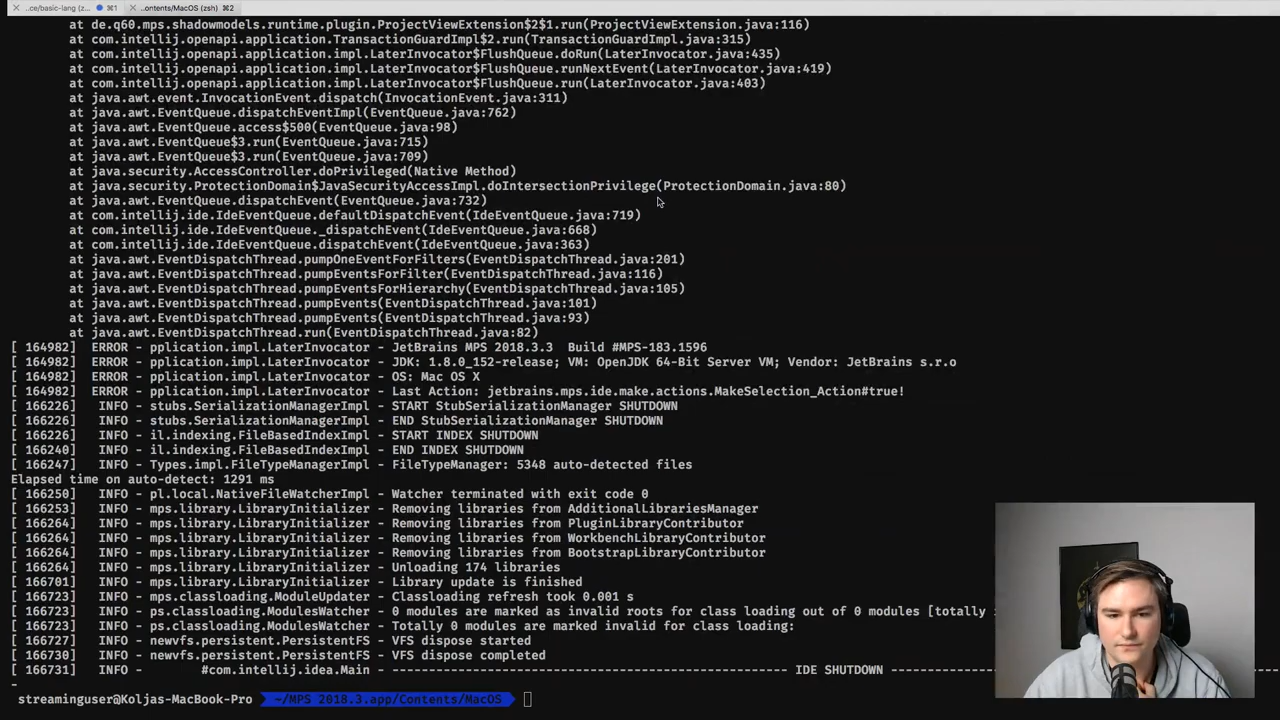 ..ce/basic-lang (z... ⌘1 ..ontents/MacOS (zsh) ⌘2
at de.q60.mps.shadowmodels.runtime.plugin.ProjectViewExtension$2$1.run(ProjectViewExtension.java:116)
at com.intellij.openapi.application.TransactionGuardImpl$2.run(TransactionGuardImpl.java:315)
at com.intellij.openapi.application.impl.LaterInvocator$FlushQueue.doRun(LaterInvocator.java:435)
at com.intellij.openapi.application.impl.LaterInvocator$FlushQueue.runNextEvent(LaterInvocator.java:419)
at com.intellij.openapi.application.impl.LaterInvocator$FlushQueue.run(LaterInvocator.java:403)
at java.awt.event.InvocationEvent.dispatch(InvocationEvent.java:311)
at java.awt.EventQueue.dispatchEventImpl(EventQueue.java:762)
at java.awt.EventQueue.access$500(EventQueue.java:98)
at java.awt.EventQueue$3.run(EventQueue.java:715)
at java.awt.EventQueue$3.run(EventQueue.java:709)
at java.security.AccessController.doPrivileged(Native Method)
at java.security.ProtectionDomain$JavaSecurityAccessImpl.doIntersectionPrivilege(ProtectionDomain.java:80)
at java.awt.EventQueue.dispatchEvent(EventQueue.java:732)
at com.intellij.ide.IdeEventQueue.defaultDispatchEvent(IdeEventQueue.java:719)
at com.intellij.ide.IdeEventQueue._dispatchEvent(IdeEventQueue.java:668)
at com.intellij.ide.IdeEventQueue.dispatchEvent(IdeEventQueue.java:363)
at java.awt.EventDispatchThread.pumpOneEventForFilters(EventDispatchThread.java:201)
at java.awt.EventDispatchThread.pumpEventsForFilter(EventDispatchThread.java:116)
at java.awt.EventDispatchThread.pumpEventsForHierarchy(EventDispatchThread.java:105)
at java.awt.EventDispatchThread.pumpEvents(EventDispatchThread.java:101)
at java.awt.EventDispatchThread.pumpEvents(EventDispatchThread.java:93)
at java.awt.EventDispatchThread.run(EventDispatchThread.java:82)
[ 164982] ERROR - pplication.impl.LaterInvocator - JetBrains MPS 2018.3.3 Build #MPS-183.1596
[ 164982] ERROR - pplication.impl.LaterInvocator - JDK: 1.8.0_152-release; VM: OpenJDK 64-Bit Server VM; Vendor: JetBrains s.r.o
[ 164982] ERROR - pplication.impl.LaterInvocator - OS: Mac OS X
[ 164982] ERROR - pplication.impl.LaterInvocator - Last Action: jetbrains.mps.ide.make.actions.MakeSelection_Action#true!
[ 166226] INFO - stubs.SerializationManagerImpl - START StubSerializationManager SHUTDOWN
[ 166226] INFO - stubs.SerializationManagerImpl - END StubSerializationManager SHUTDOWN
[ 166226] INFO - il.indexing.FileBasedIndexImpl - START INDEX SHUTDOWN
[ 166240] INFO - il.indexing.FileBasedIndexImpl - END INDEX SHUTDOWN
[ 166247] INFO - Types.impl.FileTypeManagerImpl - FileTypeManager: 5348 auto-detected files
Elapsed time on auto-detect: 1291 ms
[ 166250] INFO - pl.local.NativeFileWatcherImpl - Watcher terminated with exit code 0
[ 166253] INFO - mps.library.LibraryInitializer - Removing libraries from AdditionalLibrariesManager
[ 166264] INFO - mps.library.LibraryInitializer - Removing libraries from PluginLibraryContributor
[ 166264] INFO - mps.library.LibraryInitializer - Removing libraries from WorkbenchLibraryContributor
[ 166264] INFO - mps.library.LibraryInitializer - Removing libraries from BootstrapLibraryContributor
[ 166264] INFO - mps.library.LibraryInitializer - Unloading 174 libraries
[ 166701] INFO - mps.library.LibraryInitializer - Library update is finished
[ 166723] INFO - mps.classloading.ModuleUpdater - Classloading refresh took 0.001 s
[ 166723] INFO - ps.classloading.ModulesWatcher - 0 modules are marked as invalid roots for class loading out of 0 modules [totally
[ 166723] INFO - ps.classloading.ModulesWatcher - Totally 0 modules are marked invalid for class loading:
[ 166727] INFO - newvfs.persistent.PersistentFS - VFS dispose started
[ 166730] INFO - newvfs.persistent.PersistentFS - VFS dispose completed
[ 166731] INFO - #com.intellij.idea.Main - ------------------------------------------------------ IDE SHUTDOWN --------------
-
streaminguser@Koljas-MacBook-Pro ~/MPS 2018.3.app/Contents/MacOS